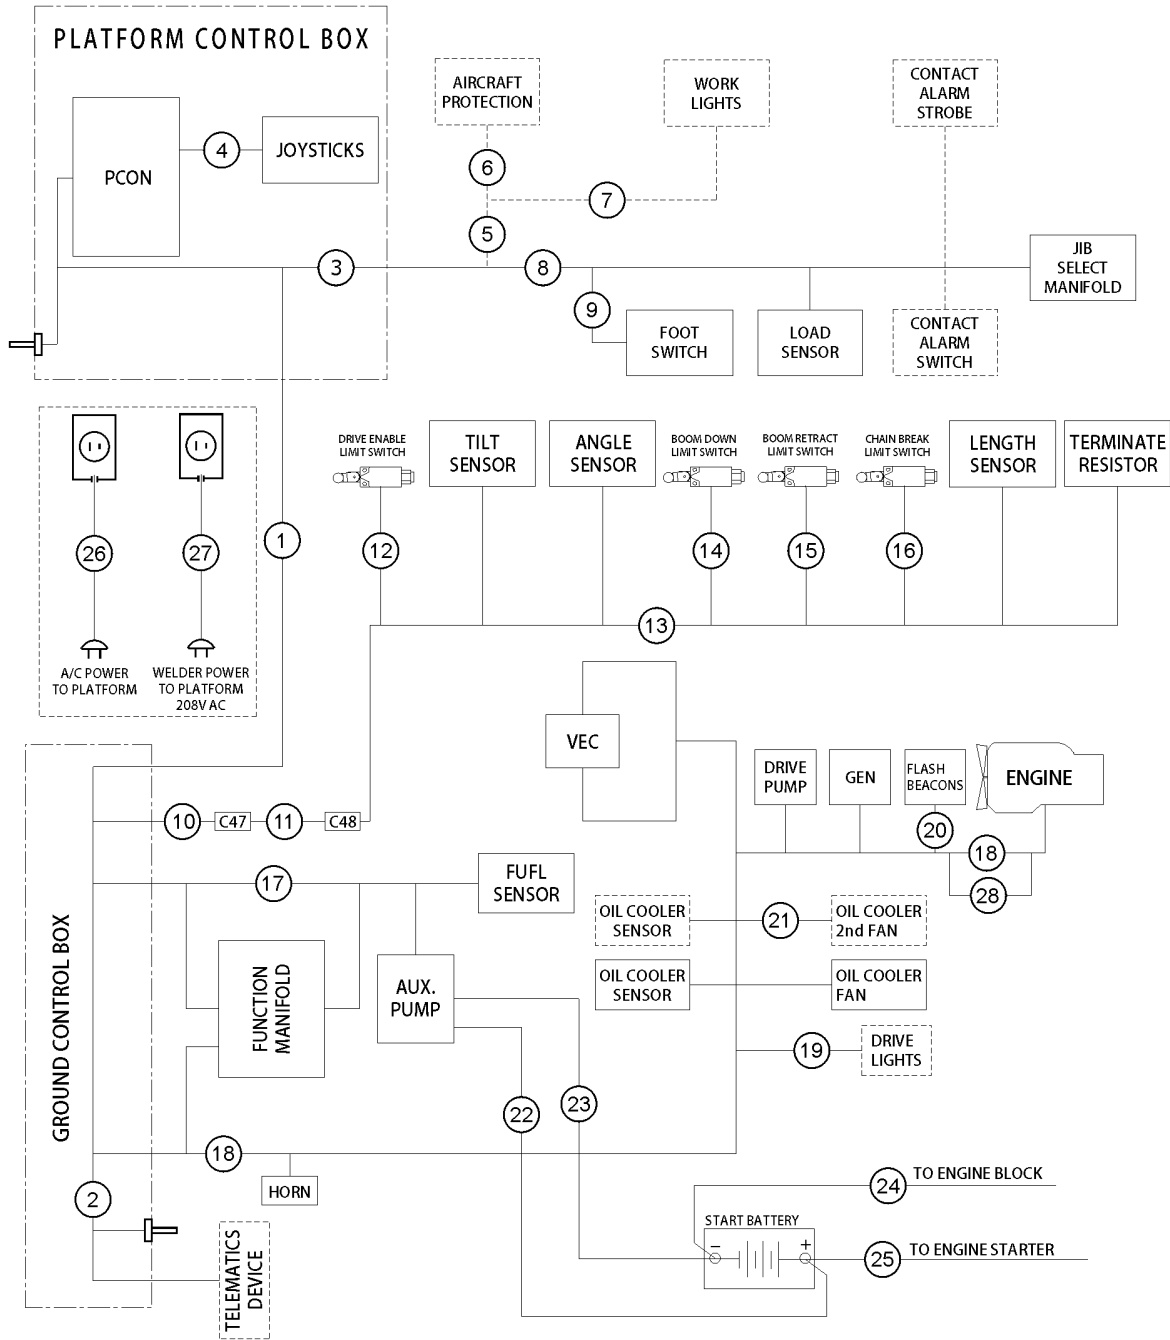 PLATFORM CONTROL BOX
PCON
4
JOYSTICKS
AIRCRAFT
PROTECTION
WORK
LIGHTS
CONTACT
ALARM
STROBE
6
7
5
3
8
9
FOOT
SWITCH
LOAD
SENSOR
CONTACT
ALARM
SWITCH
JIB
SELECT
MANIFOLD
26
27
A/C POWER
TO PLATFORM
WELDER POWER
TO PLATFORM
208V AC
1
DRIVE ENABLE
LIMIT SWITCH
TILT
SENSOR
ANGLE
SENSOR
BOOM DOWN
LIMIT SWITCH
BOOM RETRACT
LIMIT SWITCH
CHAIN BREAK
LIMIT SWITCH
LENGTH
SENSOR
TERMINATE
RESISTOR
12
14
15
16
13
VEC
DRIVE
PUMP
GEN
FLASH
BEACONS
ENGINE
20
18
28
GROUND CONTROL BOX
10
C47
11
C48
17
FUFL
SENSOR
FUNCTION
MANIFOLD
AUX.
PUMP
OIL COOLER
SENSOR
21
OIL COOLER
2nd FAN
OIL COOLER
SENSOR
OIL COOLER
FAN
19
DRIVE
LIGHTS
22
23
18
HORN
2
TELEMATICS
DEVICE
24
TO ENGINE BLOCK
START BATTERY
−
+
25
TO ENGINE STARTER